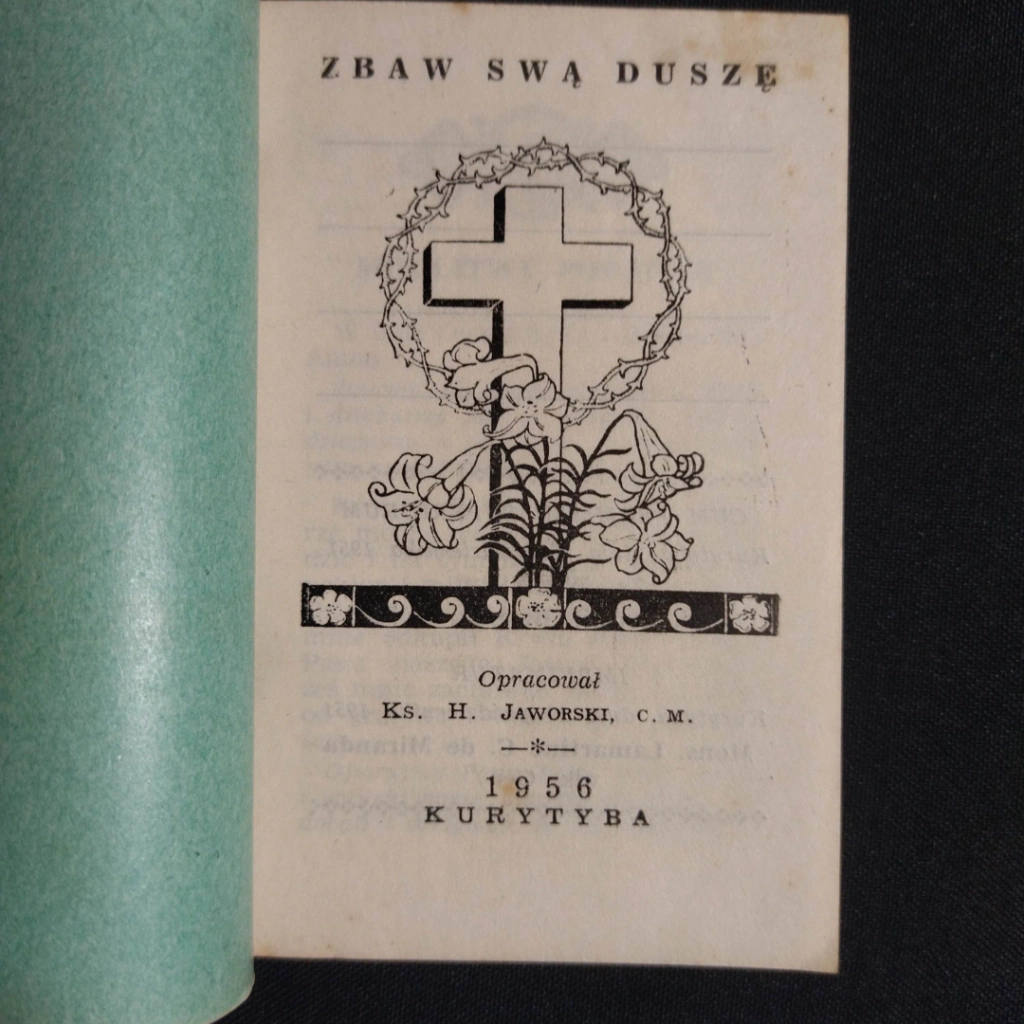 ZBAW SWĄ DUSZĘ
Opracował
Ks. H. JAWORSKI, C. M.
—*—
1956
KURYTYBA